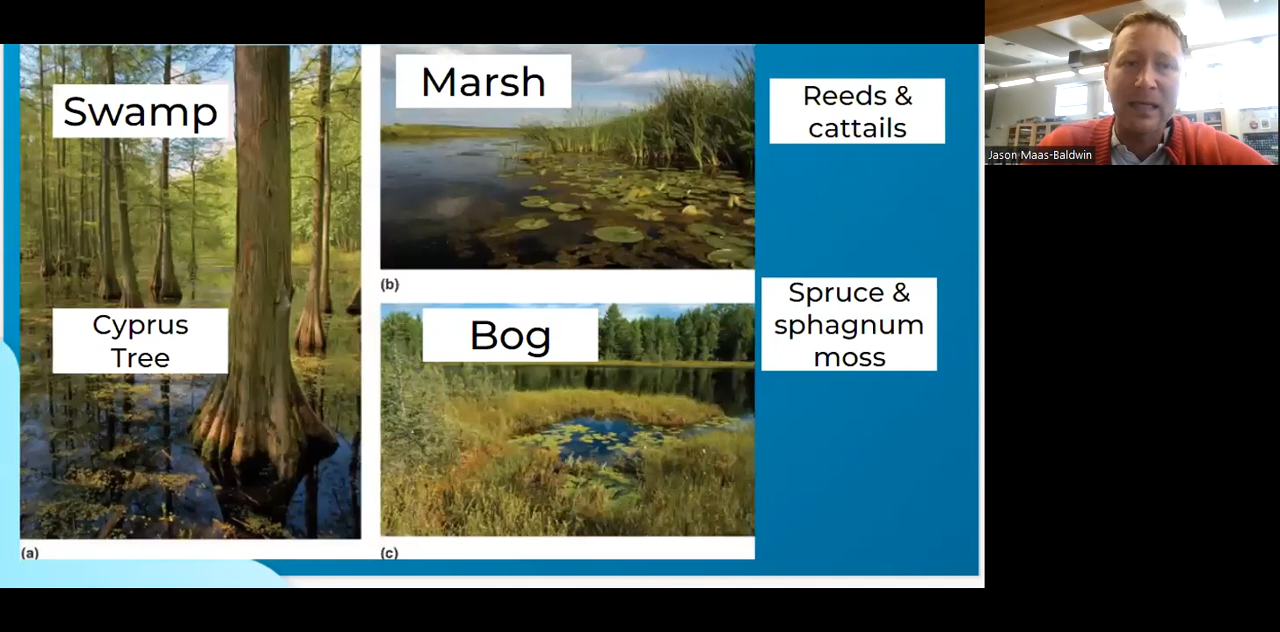 Swamp
Cyprus
Tree
(a)
Marsh
(b)
Bog
(c)
Reeds &
cattails
Spruce &
sphagnum
moss
Jason Maas-Baldwin